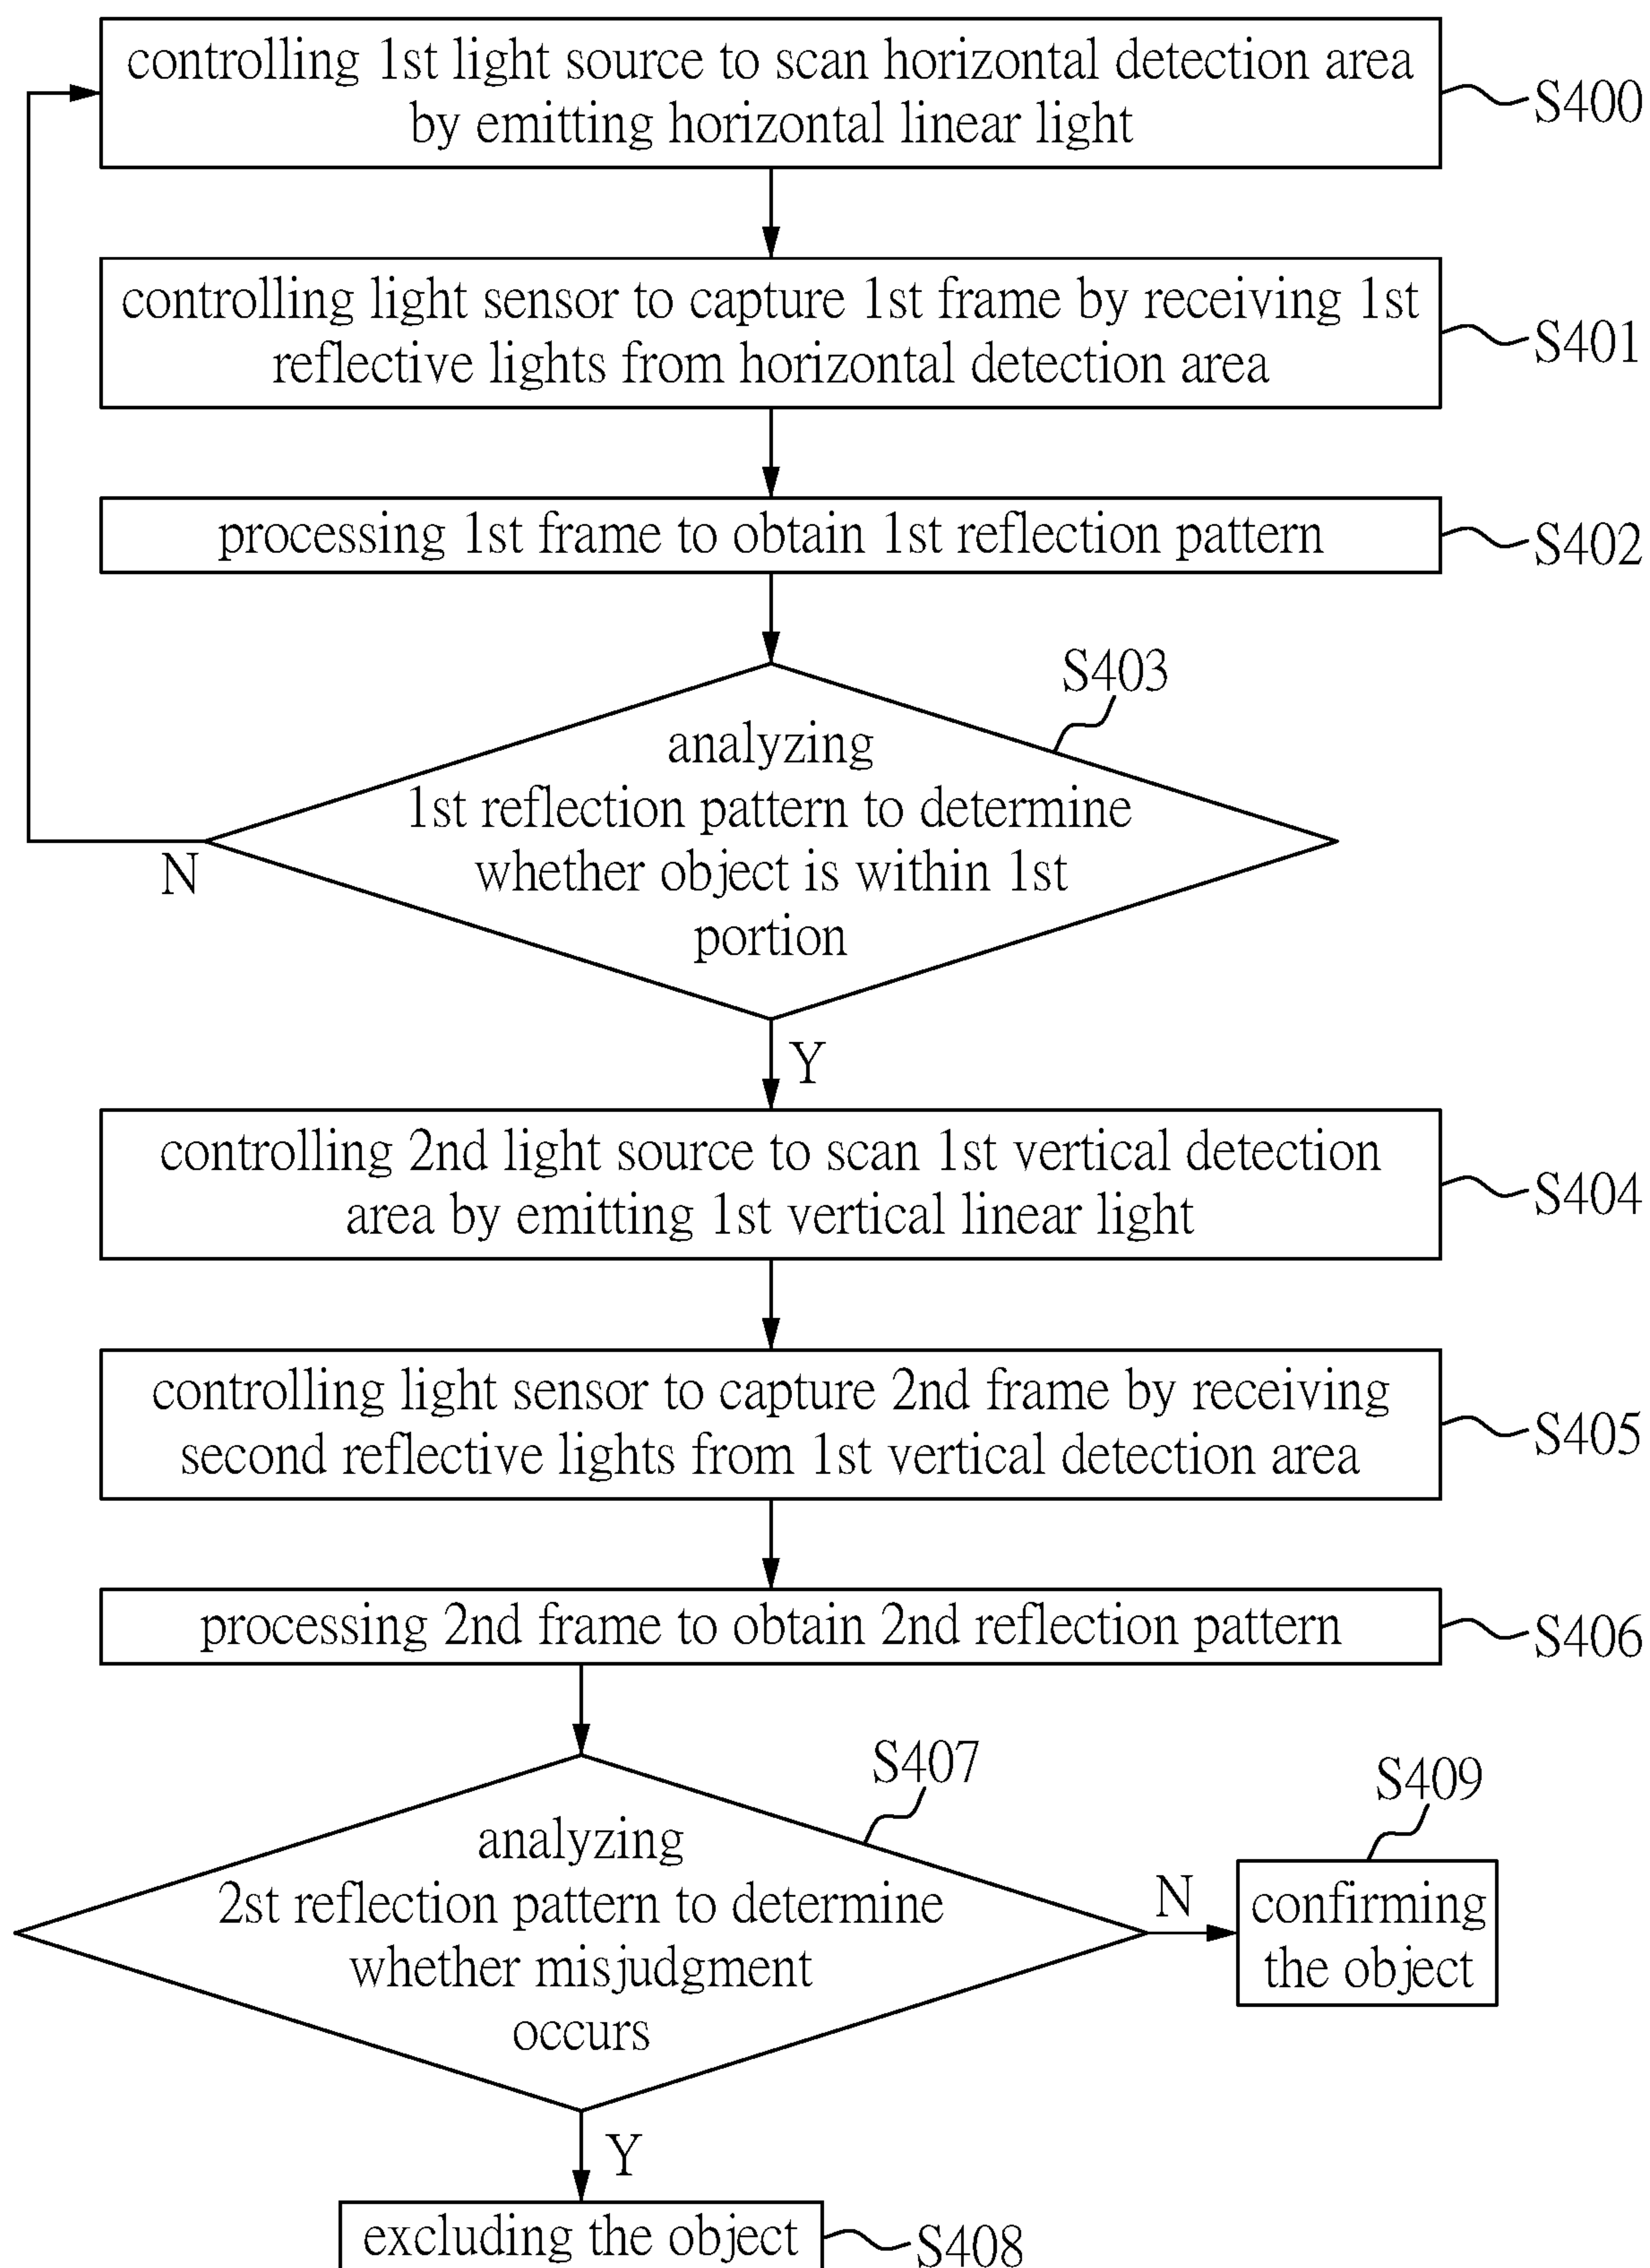 controlling 1st light source to scan horizontal detection area
by emitting horizontal linear light
S400
controlling light sensor to capture 1st frame by receiving 1st
reflective lights from horizontal detection area
S401
processing 1st frame to obtain 1st reflection pattern
S402
S403
analyzing
1st reflection pattern to determine
whether object is within 1st
portion
N
Y
controlling 2nd light source to scan 1st vertical detection
area by emitting 1st vertical linear light
S404
controlling light sensor to capture 2nd frame by receiving
second reflective lights from 1st vertical detection area
S405
processing 2nd frame to obtain 2nd reflection pattern
S406
S407
analyzing
2st reflection pattern to determine
whether misjudgment
occurs
N
S409
confirming
the object
Y
excluding the object
S408